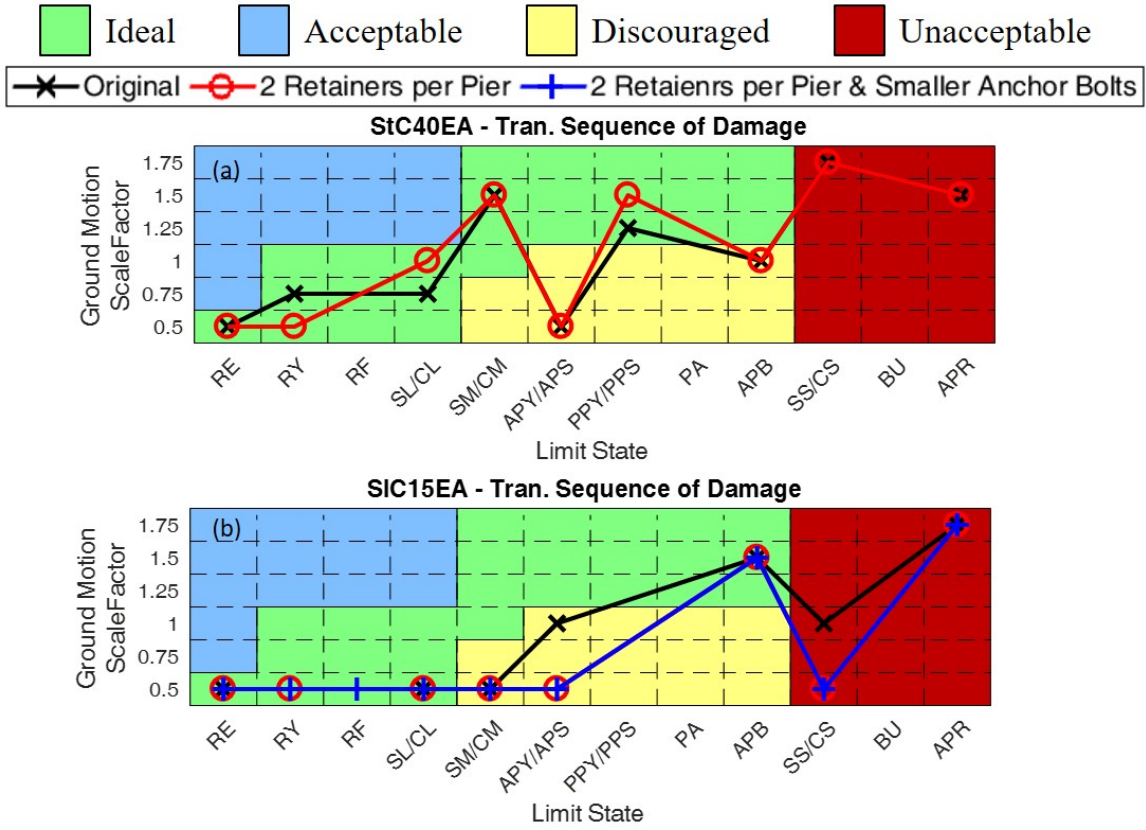 Ideal Acceptable Discouraged Unacceptable
Original 2 Retainers per Pier 2 Retaienrs per Pier & Smaller Anchor Bolts
StC40EA - Tran. Sequence of Damage
(a)
Ground Motion
ScaleFactor
1.75
1.5
1.25
1
0.75
0.5
RE RY RF SL/CL SM/CM APY/APS PPY/PPS PA APB SS/CS BU APR
Limit State
SIC15EA - Tran. Sequence of Damage
(b)
Ground Motion
ScaleFactor
1.75
1.5
1.25
1
0.75
0.5
RE RY RF SL/CL SM/CM APY/APS PPY/PPS PA APB SS/CS BU APR
Limit State